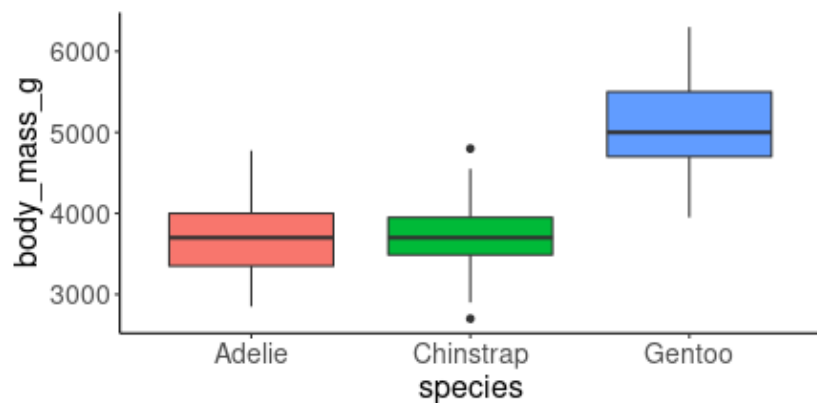 body_mass_g
6000
5000
4000
3000
Adelie Chinstrap Gentoo
species